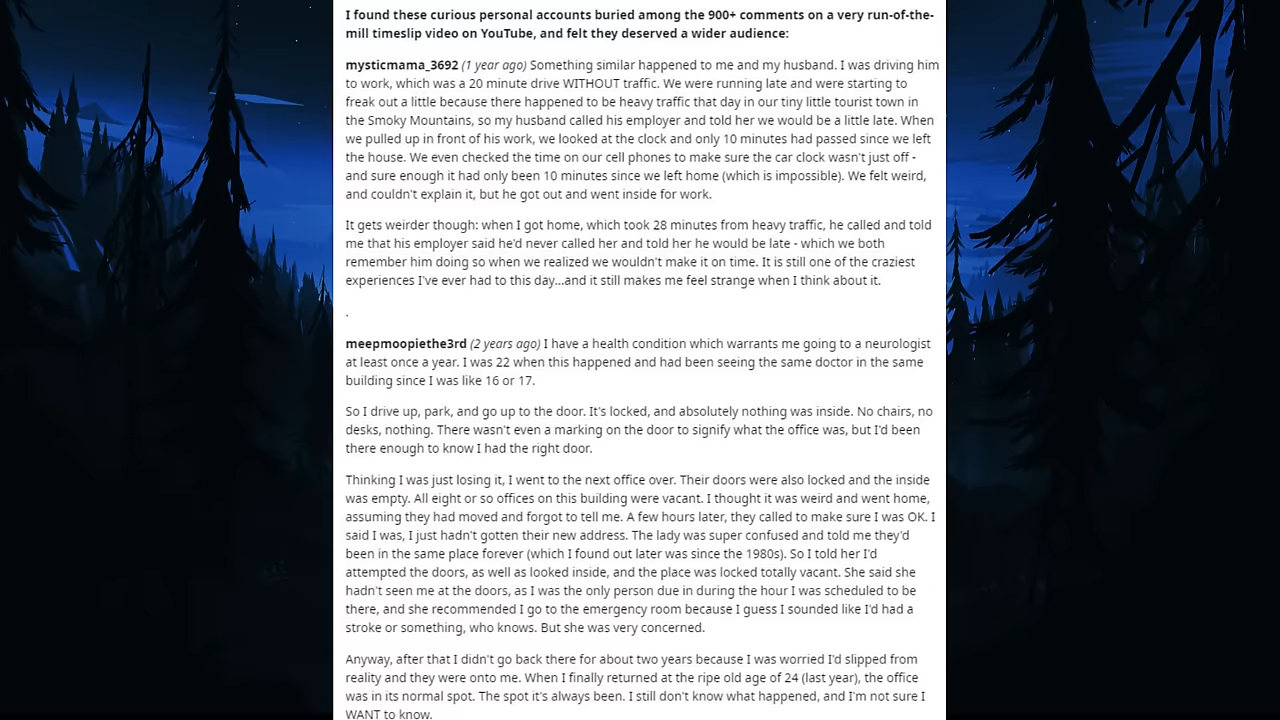 I found these curious personal accounts buried among the 900+ comments on a very run-of-the-
mill timeslip video on YouTube, and felt they deserved a wider audience:
mysticmama_3692 (1 year ago) Something similar happened to me and my husband. I was driving him
to work, which was a 20 minute drive WITHOUT traffic. We were running late and were starting to
freak out a little because there happened to be heavy traffic that day in our tiny little tourist town in
the Smoky Mountains, so my husband called his employer and told her we would be a little late. When
we pulled up in front of his work, we looked at the clock and only 10 minutes had passed since we left
the house. We even checked the time on our cell phones to make sure the car clock wasn't just off -
and sure enough it had only been 10 minutes since we left home (which is impossible). We felt weird,
and couldn't explain it, but he got out and went inside for work.
It gets weirder though: when I got home, which took 28 minutes from heavy traffic, he called and told
me that his employer said he'd never called her and told her he would be late - which we both
remember him doing so when we realized we wouldn't make it on time. It is still one of the craziest
experiences I've ever had to this day...and it still makes me feel strange when I think about it.
.
meepmoopiethe3rd (2 years ago) I have a health condition which warrants me going to a neurologist
at least once a year. I was 22 when this happened and had been seeing the same doctor in the same
building since I was like 16 or 17.
So I drive up, park, and go up to the door. It's locked, and absolutely nothing was inside. No chairs, no
desks, nothing. There wasn't even a marking on the door to signify what the office was, but I'd been
there enough to know I had the right door.
Thinking I was just losing it, I went to the next office over. Their doors were also locked and the inside
was empty. All eight or so offices on this building were vacant. I thought it was weird and went home,
assuming they had moved and forgot to tell me. A few hours later, they called to make sure I was OK. I
said I was, I just hadn't gotten their new address. The lady was super confused and told me they'd
been in the same place forever (which I found out later was since the 1980s). So I told her I'd
attempted the doors, as well as looked inside, and the place was locked totally vacant. She said she
hadn't seen me at the doors, as I was the only person due in during the hour I was scheduled to be
there, and she recommended I go to the emergency room because I guess I sounded like I'd had a
stroke or something, who knows. But she was very concerned.
Anyway, after that I didn't go back there for about two years because I was worried I'd slipped from
reality and they were onto me. When I finally returned at the ripe old age of 24 (last year), the office
was in its normal spot. The spot it's always been. I still don't know what happened, and I'm not sure I
WANT to know.